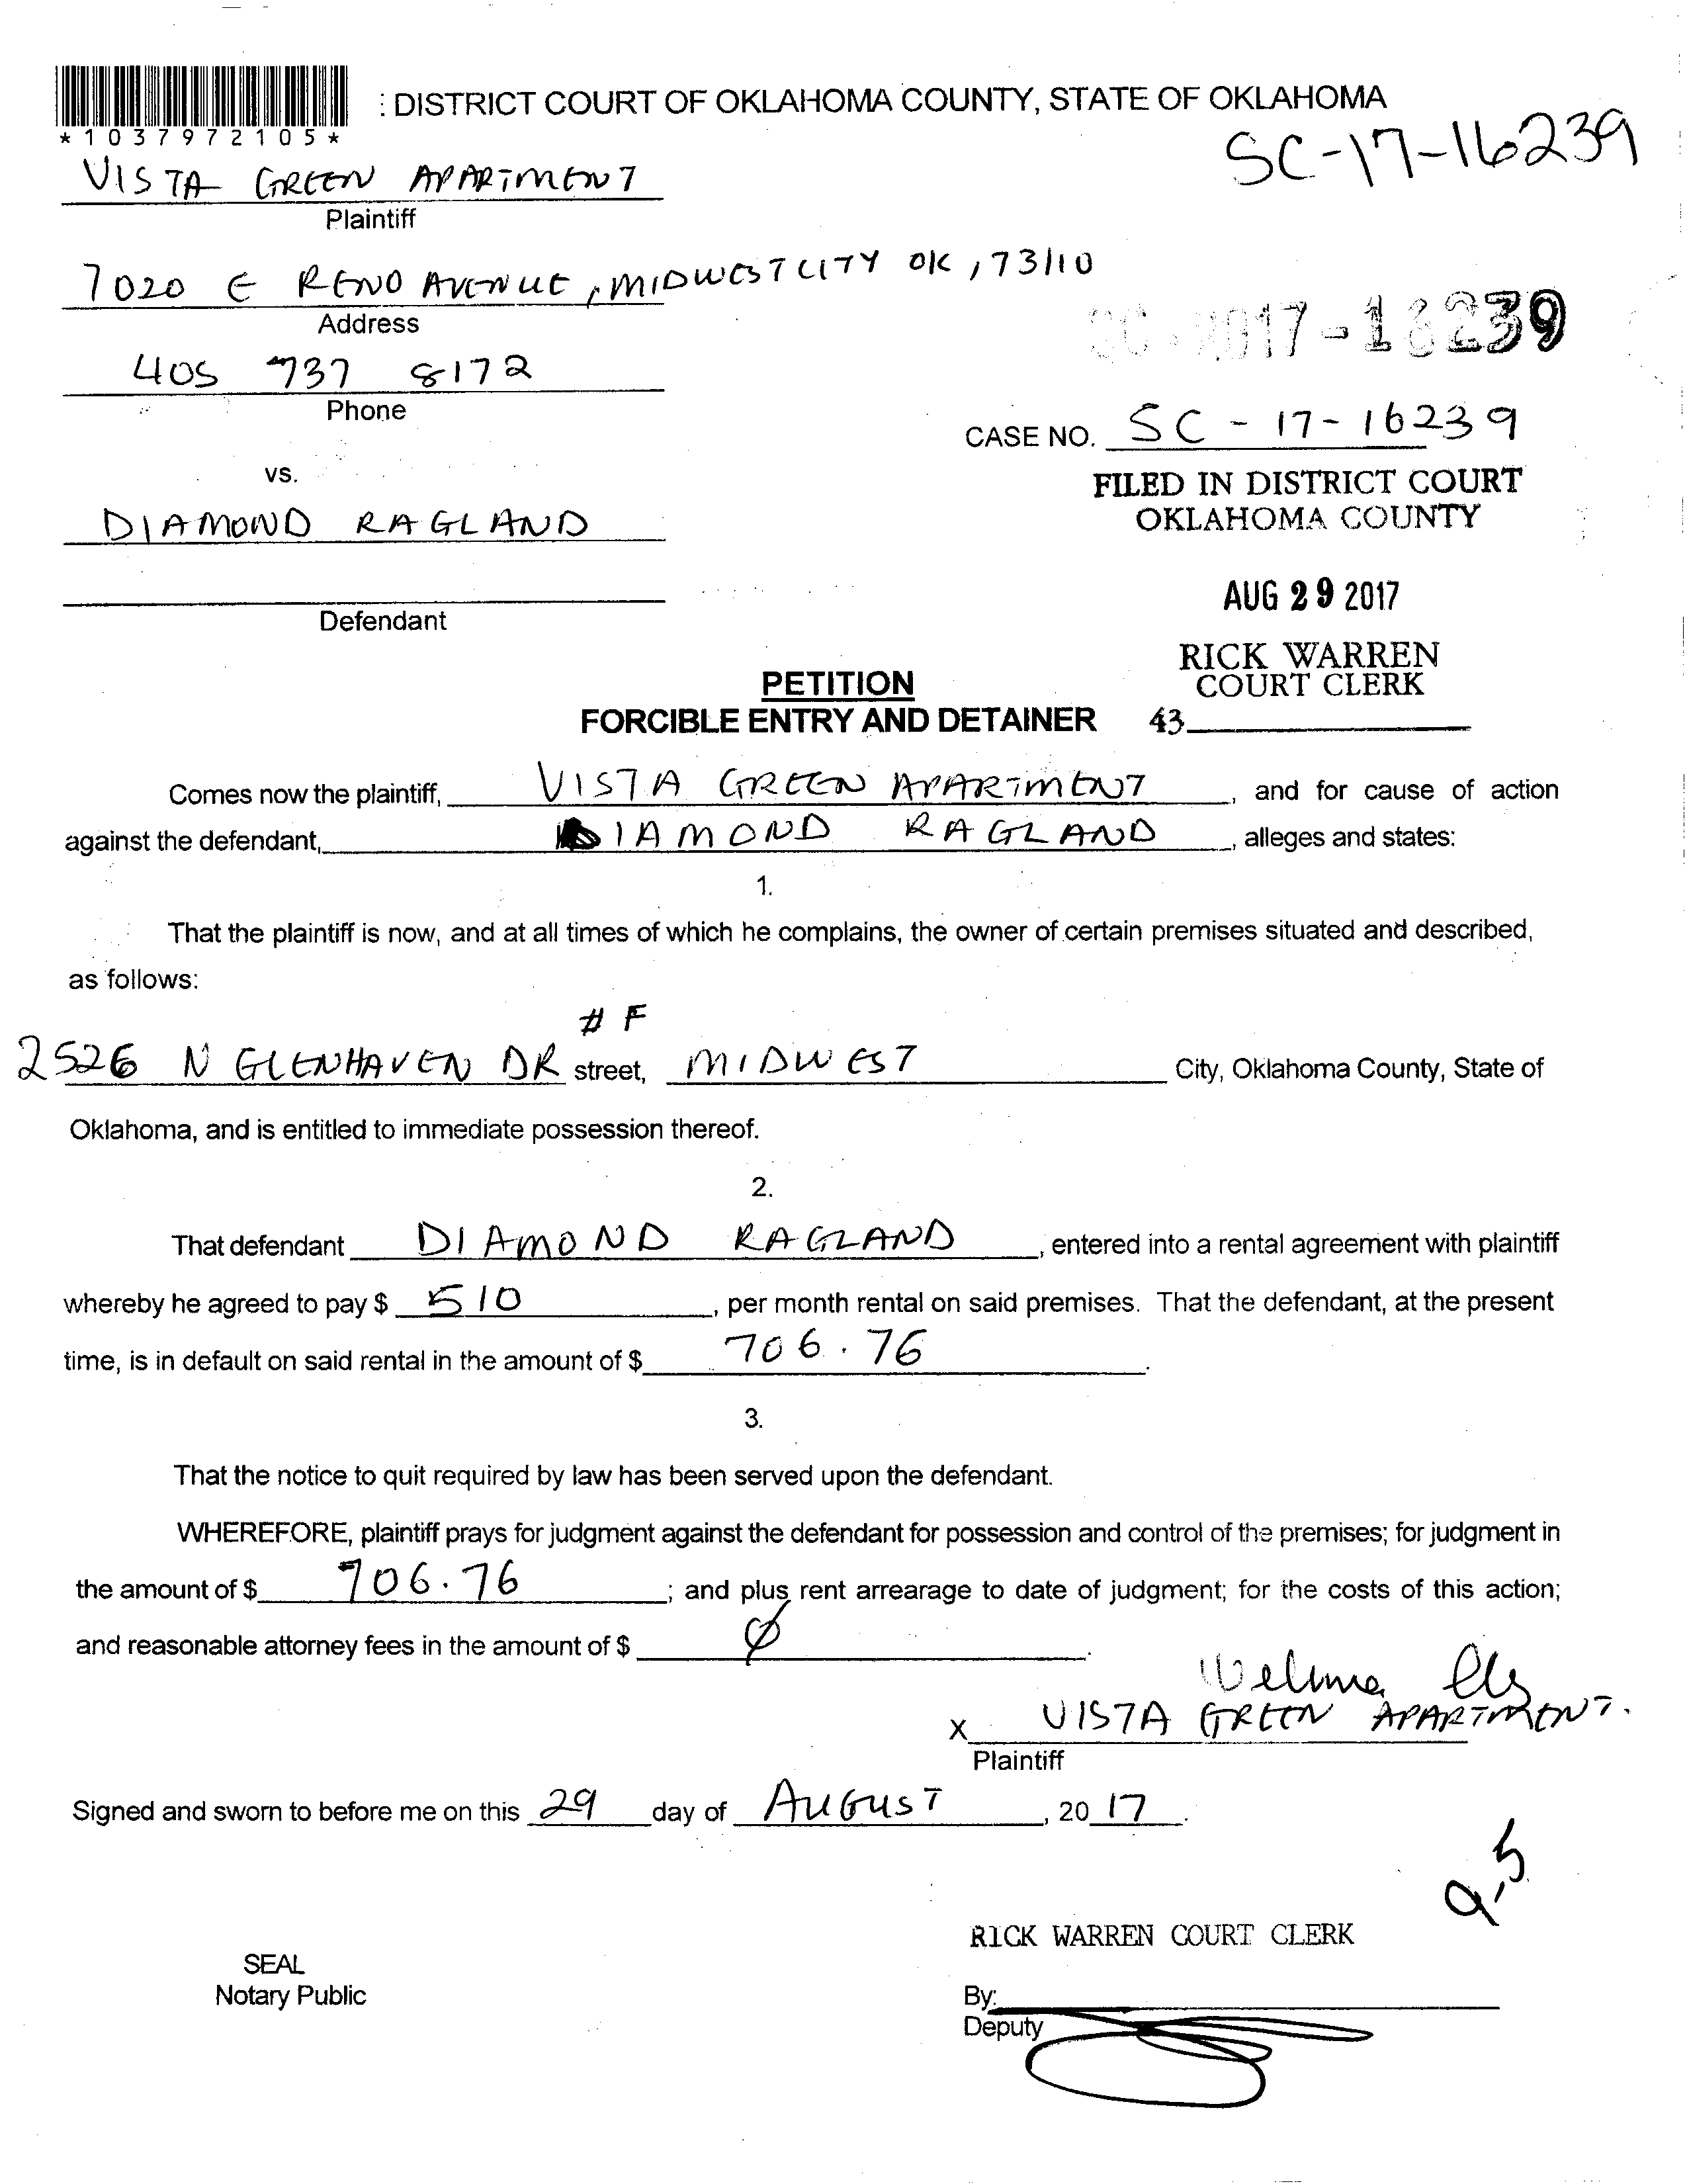 : DISTRICT COURT OF OKLAHOMA COUNTY, STATE OF OKLAHOMA
*1037972105*
SC-17-16239
VISTA GREEN APARTMENT
Plaintiff
7020 E RENO AVENUE, MIDWEST CITY OK, 73110
Address
SC-2017-16239
405 737 8172
Phone
CASE NO. SC - 17 - 16239
vs.
FILED IN DISTRICT COURT
OKLAHOMA COUNTY
DIAMOND RAGLAND
AUG 29 2017
Defendant
RICK WARREN
COURT CLERK
43
PETITION
FORCIBLE ENTRY AND DETAINER
Comes now the plaintiff, VISTA GREEN APARTMENT, and for cause of action
against the defendant, DIAMOND RAGLAND, alleges and states:
1.
That the plaintiff is now, and at all times of which he complains, the owner of certain premises situated and described,
as follows:
# F
2526 N GLENHAVEN DR street, MIDWEST City, Oklahoma County, State of
Oklahoma, and is entitled to immediate possession thereof.
2.
That defendant DIAMOND RAGLAND, entered into a rental agreement with plaintiff
whereby he agreed to pay $ 510, per month rental on said premises. That the defendant, at the present
time, is in default on said rental in the amount of $ 706.76.
3.
That the notice to quit required by law has been served upon the defendant.
WHEREFORE, plaintiff prays for judgment against the defendant for possession and control of the premises; for judgment in
the amount of $ 706.76; and plus rent arrearage to date of judgment; for the costs of this action;
and reasonable attorney fees in the amount of $ Ø.
Velma
X VISTA GREEN APARTMENT.
Plaintiff
Signed and sworn to before me on this 29 day of AUGUST, 20 17.
9-5
RICK WARREN COURT CLERK
SEAL
Notary Public
By:
Deputy